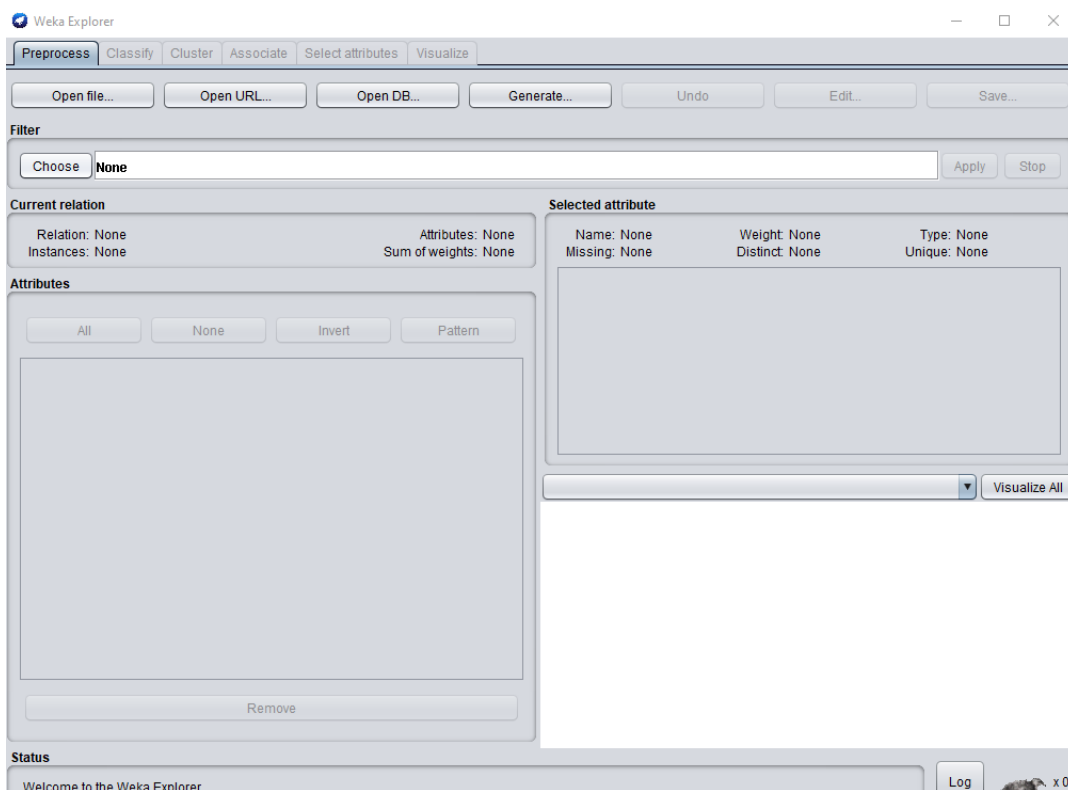 Weka Explorer
Preprocess Classify Cluster Associate Select attributes Visualize
Open file... Open URL... Open DB... Generate... Undo Edit... Save...
Filter
Choose None Apply Stop
Current relation
Relation: None Attributes: None
Instances: None Sum of weights: None
Attributes
All None Invert Pattern
Remove
Selected attribute
Name: None Weight: None Type: None
Missing: None Distinct: None Unique: None
Visualize All
Status
Welcome to the Weka Explorer
Log x 0